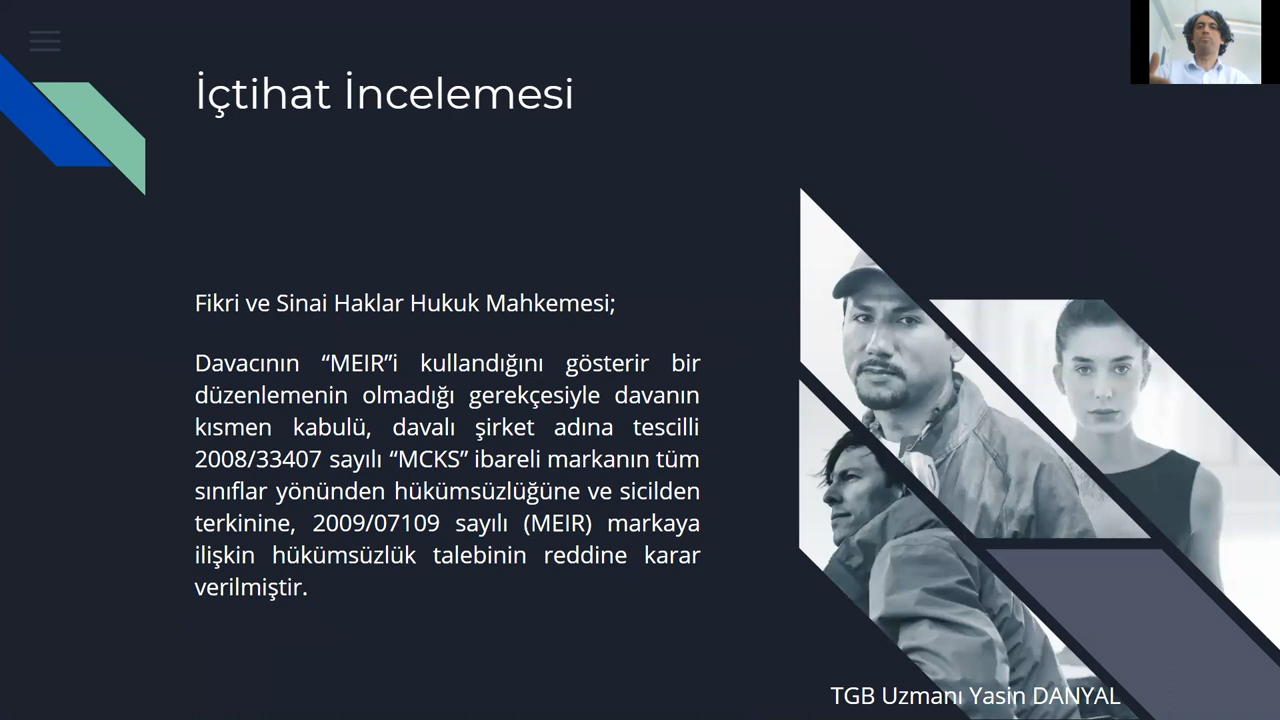 İçtihat İncelemesi
Fikri ve Sinai Haklar Hukuk Mahkemesi;
Davacının “MEIR”i kullandığını gösterir bir
düzenlemenin olmadığı gerekçesiyle davanın
kısmen kabulü, davalı şirket adına tescilli
2008/33407 sayılı “MCKS” ibareli markanın tüm
sınıflar yönünden hükümsüzlüğüne ve sicilden
terkinine, 2009/07109 sayılı (MEIR) markaya
ilişkin hükümsüzlük talebinin reddine karar
verilmiştir.
TGB Uzmanı Yasin DANYAL